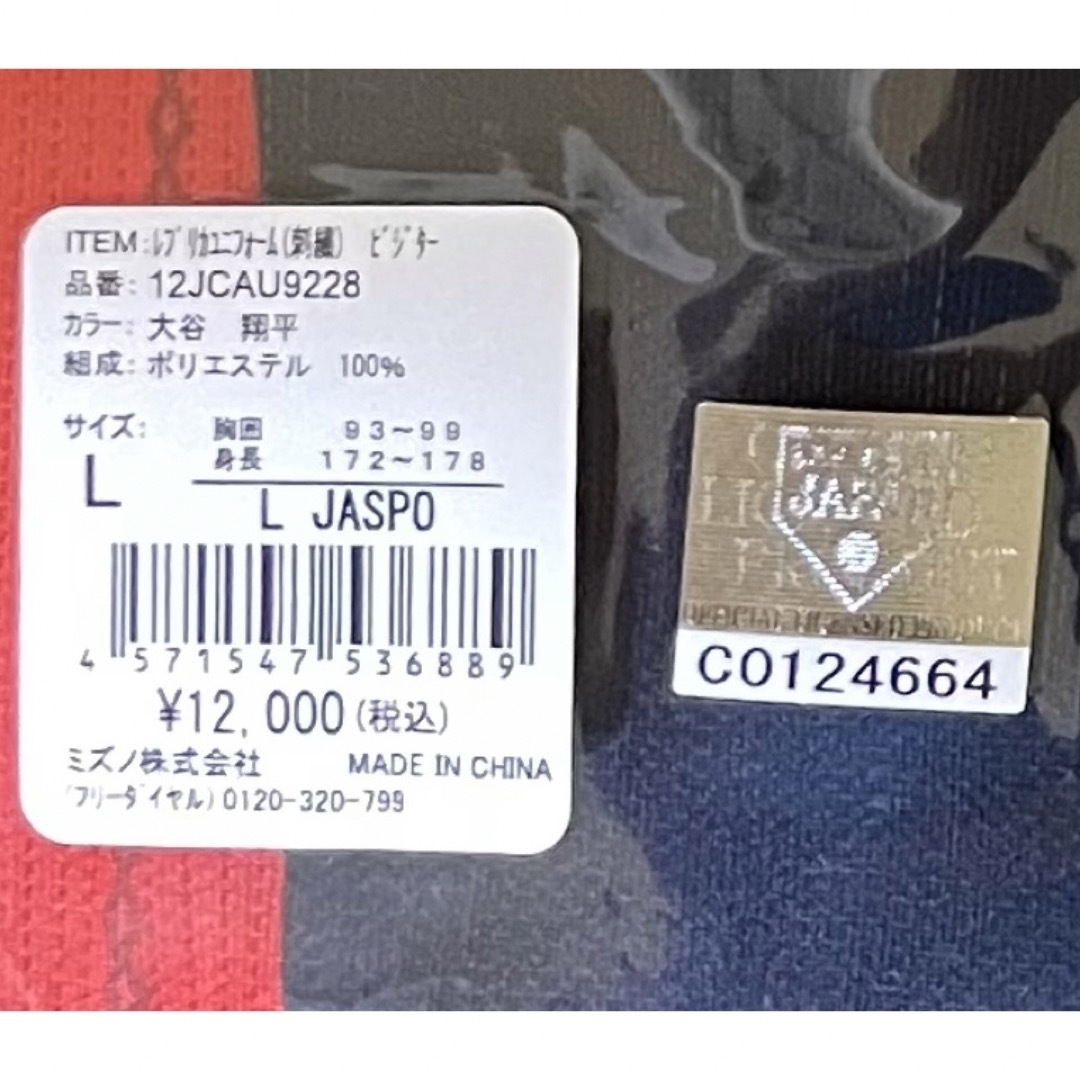 ITEM:ﾚﾌﾟﾘｶﾕﾆﾌｫｰﾑ(刺繍) ﾋﾞｼﾞﾀｰ
品番: 12JCAU9228
カラー: 大谷 翔平
組成: ポリエステル 100%
サイズ: 胸囲 93~99
身長 172~178
L
L JASPO
4 571547 536889
¥12,000(税込)
ミズノ株式会社 MADE IN CHINA
(フリーダイヤル)0120-320-799
JAPAN
OFFICIAL LICENSED PRODUCT
C0124664